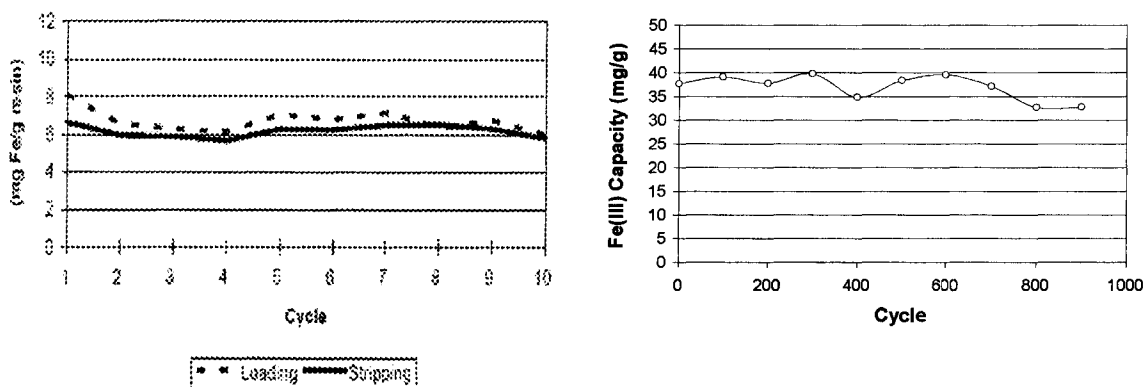 12
10
8
6
4
2
0
(mg Fe/g resin)
1 2 3 4 5 6 7 8 9 10
Cycle
Loading Stripping
50
45
40
35
30
25
20
15
10
5
0
Fe(III) Capacity (mg/g)
0 200 400 600 800 1000
Cycle